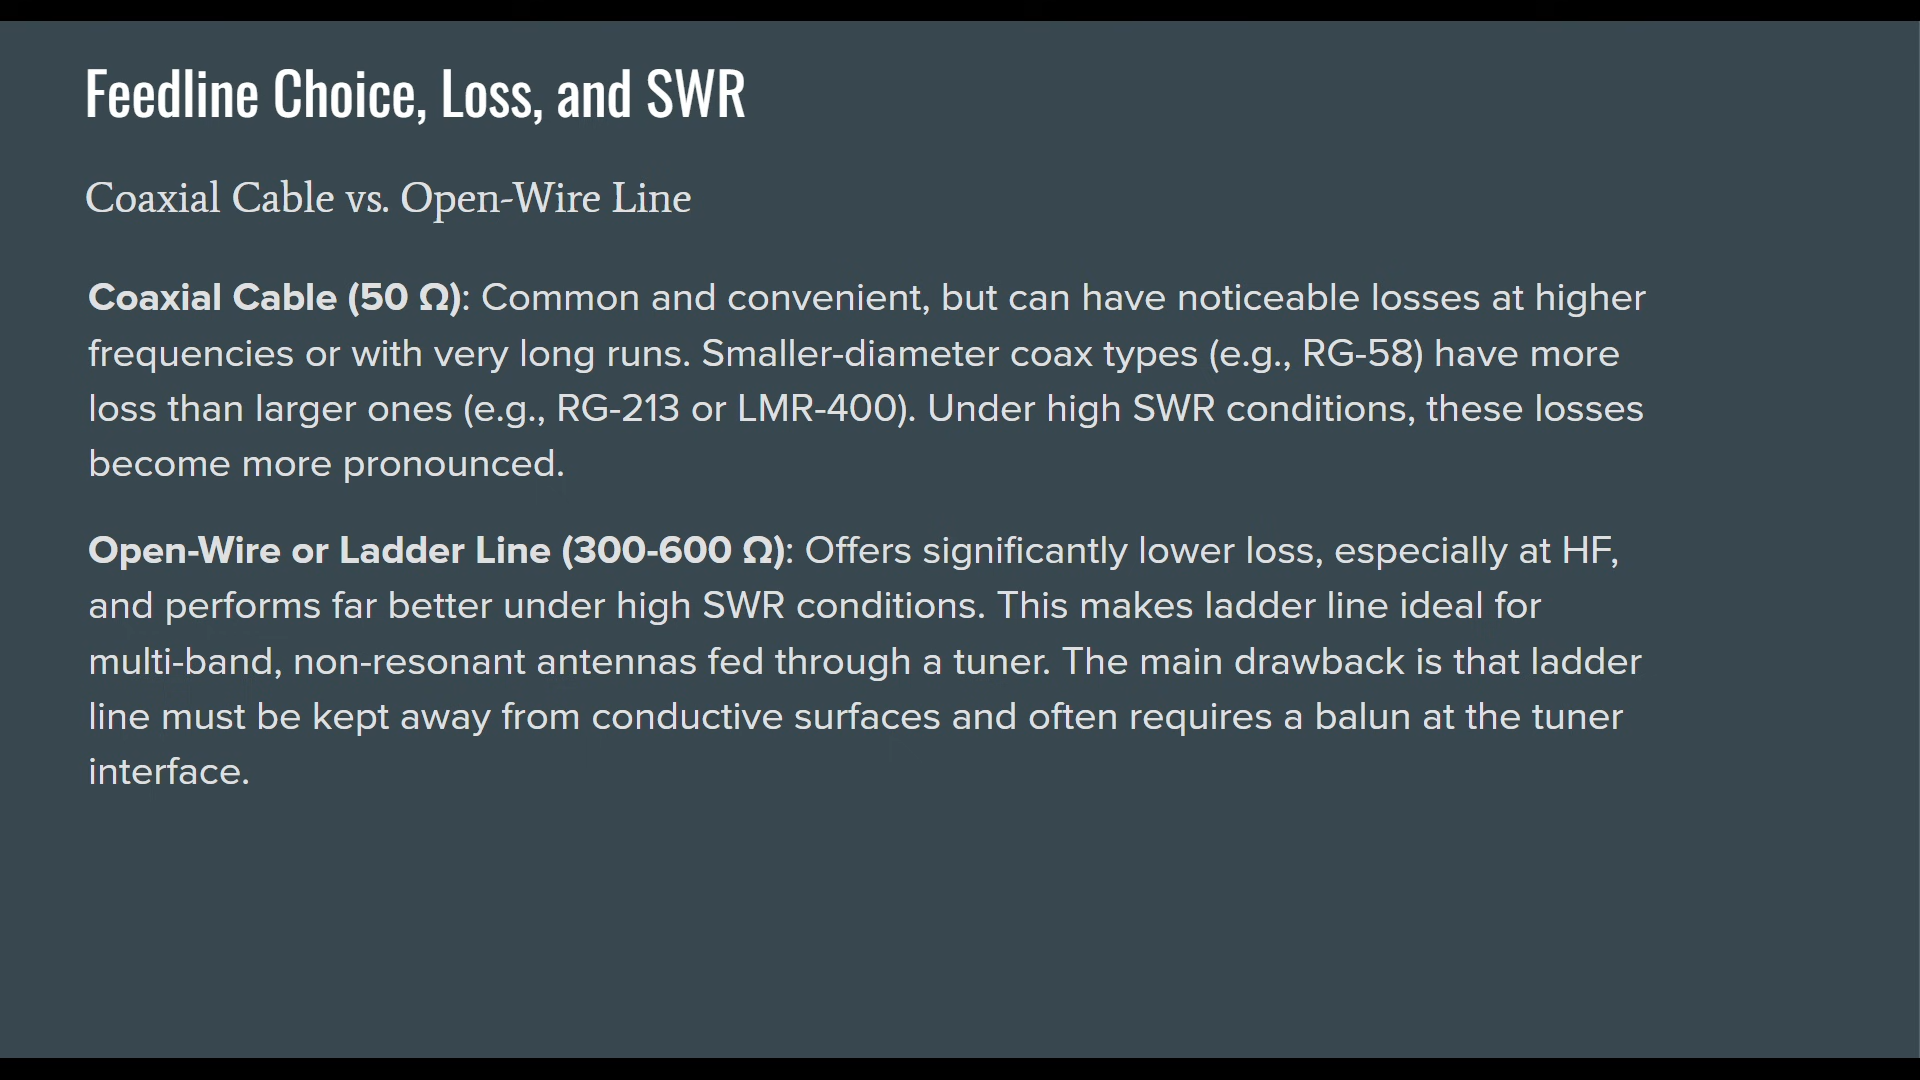 Feedline Choice, Loss, and SWR
Coaxial Cable vs. Open-Wire Line
Coaxial Cable (50 Ω): Common and convenient, but can have noticeable losses at higher
frequencies or with very long runs. Smaller-diameter coax types (e.g., RG-58) have more
loss than larger ones (e.g., RG-213 or LMR-400). Under high SWR conditions, these losses
become more pronounced.
Open-Wire or Ladder Line (300-600 Ω): Offers significantly lower loss, especially at HF,
and performs far better under high SWR conditions. This makes ladder line ideal for
multi-band, non-resonant antennas fed through a tuner. The main drawback is that ladder
line must be kept away from conductive surfaces and often requires a balun at the tuner
interface.